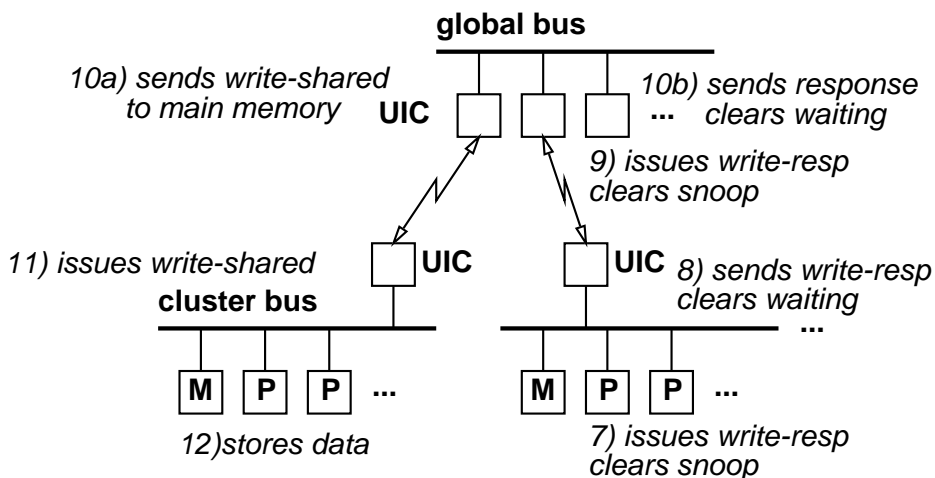 global bus
10a) sends write-shared
to main memory
UIC
...
10b) sends response
clears waiting
9) issues write-resp
clears snoop
11) issues write-shared
UIC
UIC
8) sends write-resp
clears waiting
cluster bus
...
M P P ...
M P P ...
12)stores data
7) issues write-resp
clears snoop